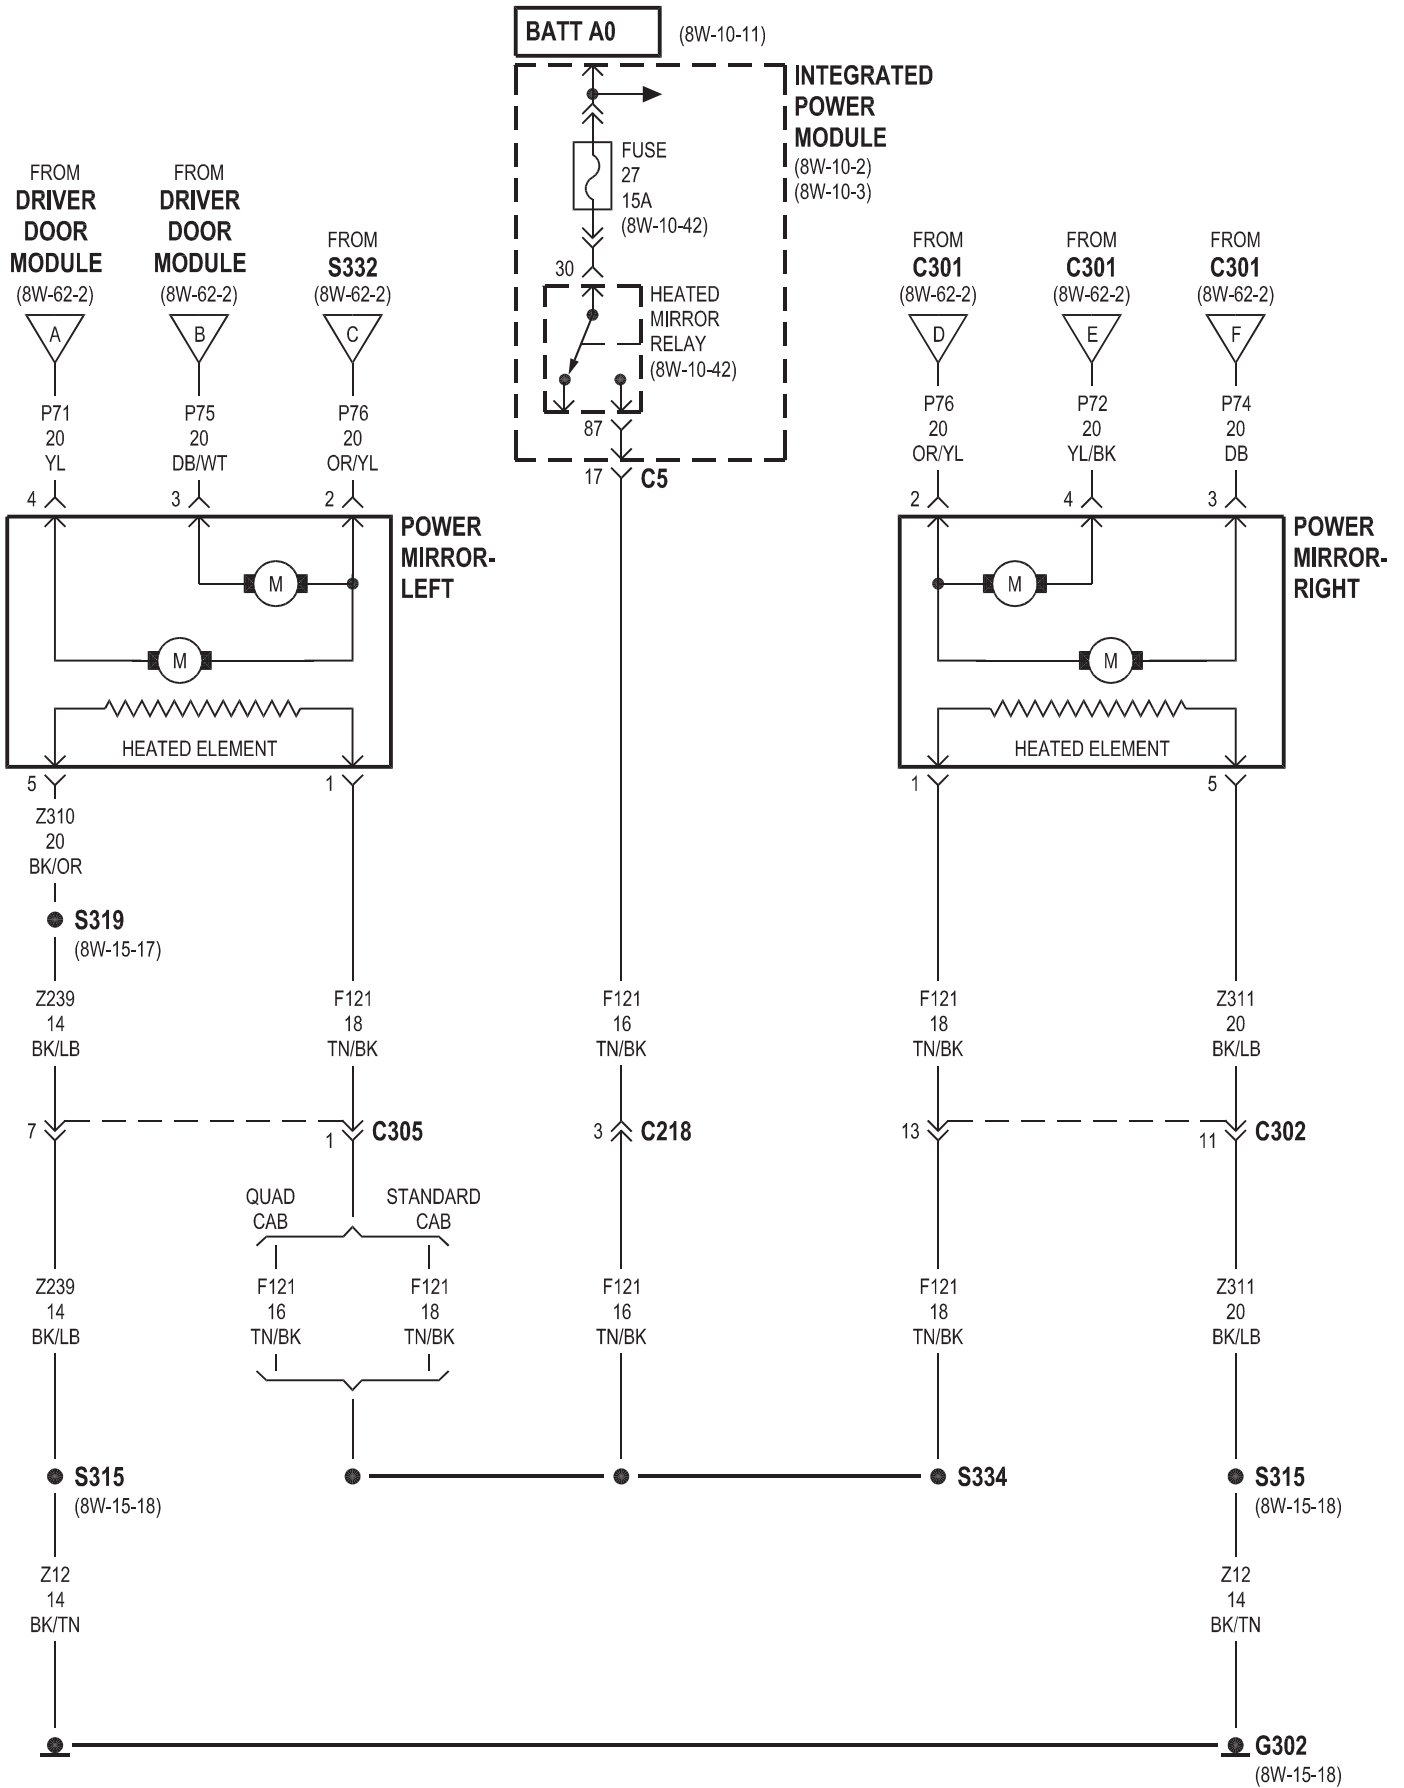 BATT A0
(8W-10-11)
INTEGRATED
POWER
MODULE
(8W-10-2)
(8W-10-3)
FUSE
27
15A
(8W-10-42)
30
HEATED
MIRROR
RELAY
(8W-10-42)
87
17
C5
FROM
DRIVER
DOOR
MODULE
(8W-62-2)
A
P71
20
YL
4
FROM
DRIVER
DOOR
MODULE
(8W-62-2)
B
P75
20
DB/WT
3
FROM
S332
(8W-62-2)
C
P76
20
OR/YL
2
POWER
MIRROR-
LEFT
M
M
HEATED ELEMENT
5
1
FROM
C301
(8W-62-2)
D
P76
20
OR/YL
2
FROM
C301
(8W-62-2)
E
P72
20
YL/BK
4
FROM
C301
(8W-62-2)
F
P74
20
DB
3
POWER
MIRROR-
RIGHT
M
M
HEATED ELEMENT
1
5
Z310
20
BK/OR
S319
(8W-15-17)
Z239
14
BK/LB
F121
18
TN/BK
F121
16
TN/BK
F121
18
TN/BK
Z311
20
BK/LB
7
1
C305
3
C218
13
11
C302
QUAD
CAB
STANDARD
CAB
Z239
14
BK/LB
F121
16
TN/BK
F121
18
TN/BK
F121
16
TN/BK
F121
18
TN/BK
Z311
20
BK/LB
S315
(8W-15-18)
S334
S315
(8W-15-18)
Z12
14
BK/TN
Z12
14
BK/TN
G302
(8W-15-18)